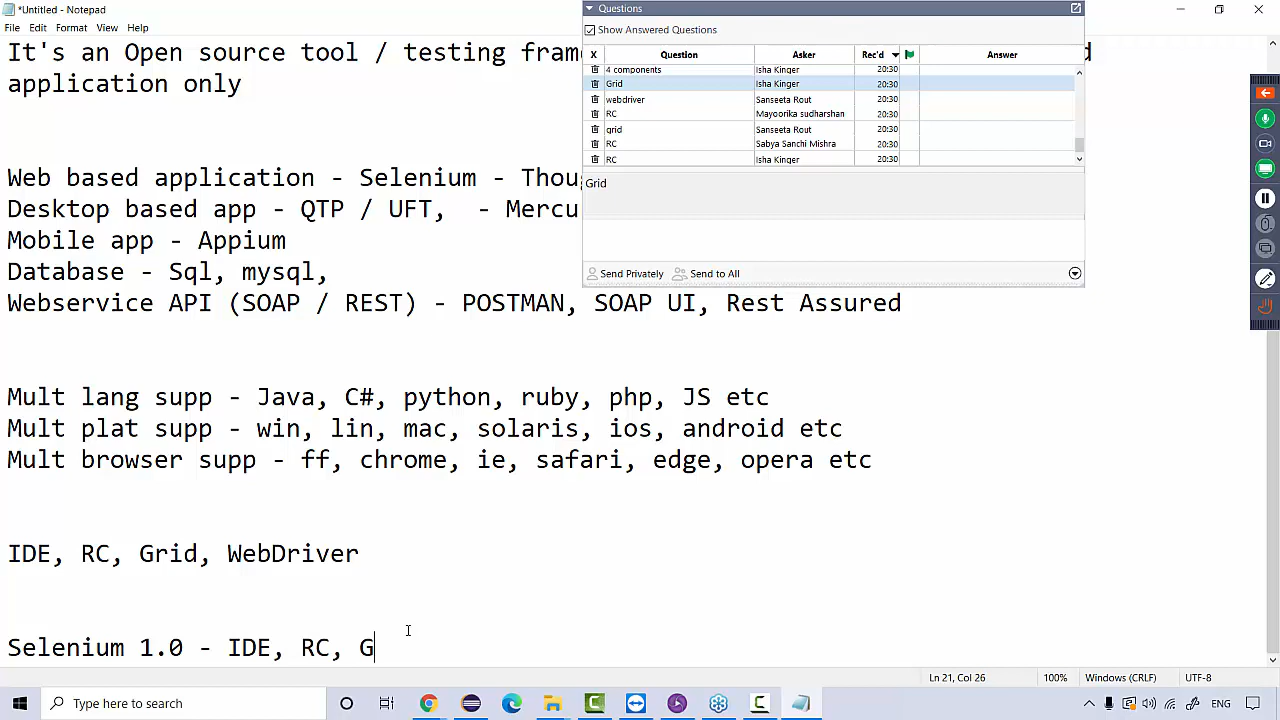 *Untitled - Notepad
File Edit Format View Help
It's an Open source tool / testing fram
application only
Web based application - Selenium - Thou
Desktop based app - QTP / UFT,  - Mercu
Mobile app - Appium
Database - Sql, mysql,
Webservice API (SOAP / REST) - POSTMAN, SOAP UI, Rest Assured
Mult lang supp - Java, C#, python, ruby, php, JS etc
Mult plat supp - win, lin, mac, solaris, ios, android etc
Mult browser supp - ff, chrome, ie, safari, edge, opera etc
IDE, RC, Grid, WebDriver
Selenium 1.0 - IDE, RC, G
Questions
Show Answered Questions
X Question Asker Rec'd Answer
4 components Isha Kinger 20:30
Grid Isha Kinger 20:30
webdriver Sanseeta Rout 20:30
RC Mayoorika sudharshan 20:30
grid Sanseeta Rout 20:30
RC Sabya Sanchi Mishra 20:30
RC Isha Kinger 20:30
Grid
Send Privately Send to All
Ln 21, Col 26 100% Windows (CRLF) UTF-8
Type here to search
ENG